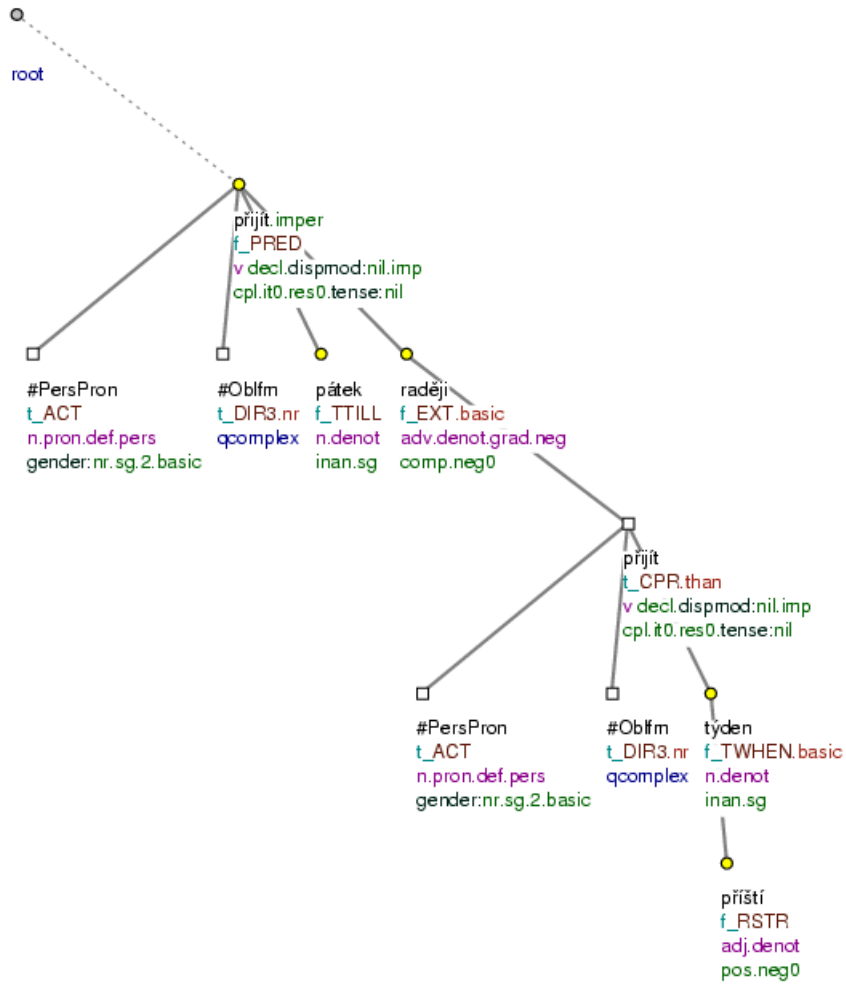 root
přijít.imper
f_PRED
v decl.dispmod:nil.imp
cpl.it0.res0.tense:nil
#PersPron
t_ACT
n.pron.def.pers
gender:nr.sg.2.basic
#Oblfm
t_DIR3.nr
qcomplex
pátek
f_TTILL
n.denot
inan.sg
raději
f_EXT.basic
adv.denot.grad.neg
comp.neg0
přijít
t_CPR.than
v decl.dispmod:nil.imp
cpl.it0.res0.tense:nil
#PersPron
t_ACT
n.pron.def.pers
gender:nr.sg.2.basic
#Oblfm
t_DIR3.nr
qcomplex
týden
f_TWHEN.basic
n.denot
inan.sg
příští
f_RSTR
adj.denot
pos.neg0